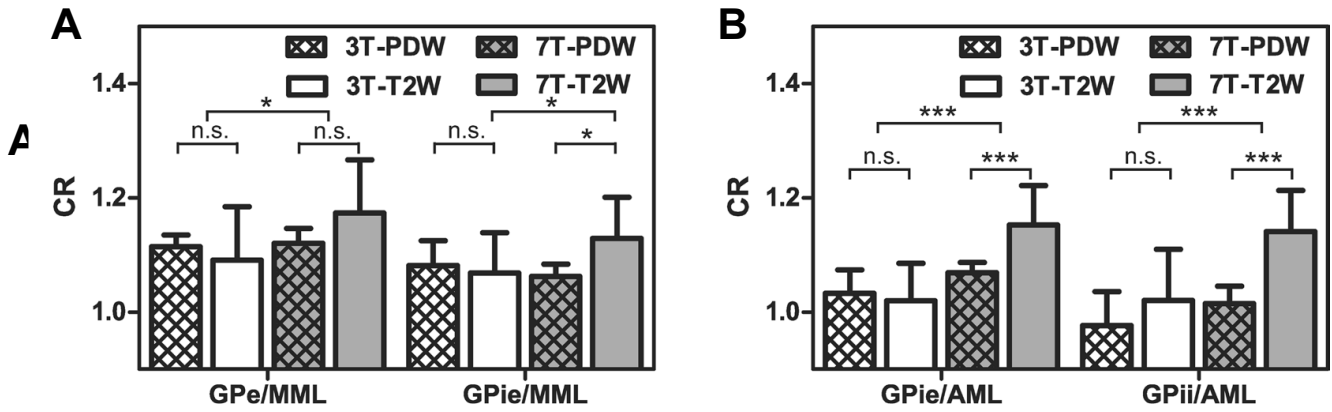 A
3T-PDW 7T-PDW
3T-T2W 7T-T2W
1.4
1.2
1.0
CR
* *
n.s. n.s. n.s. *
GPe/MML GPie/MML
A
B
3T-PDW 7T-PDW
3T-T2W 7T-T2W
1.4
1.2
1.0
CR
*** ***
n.s. *** n.s. ***
GPie/AML GPii/AML